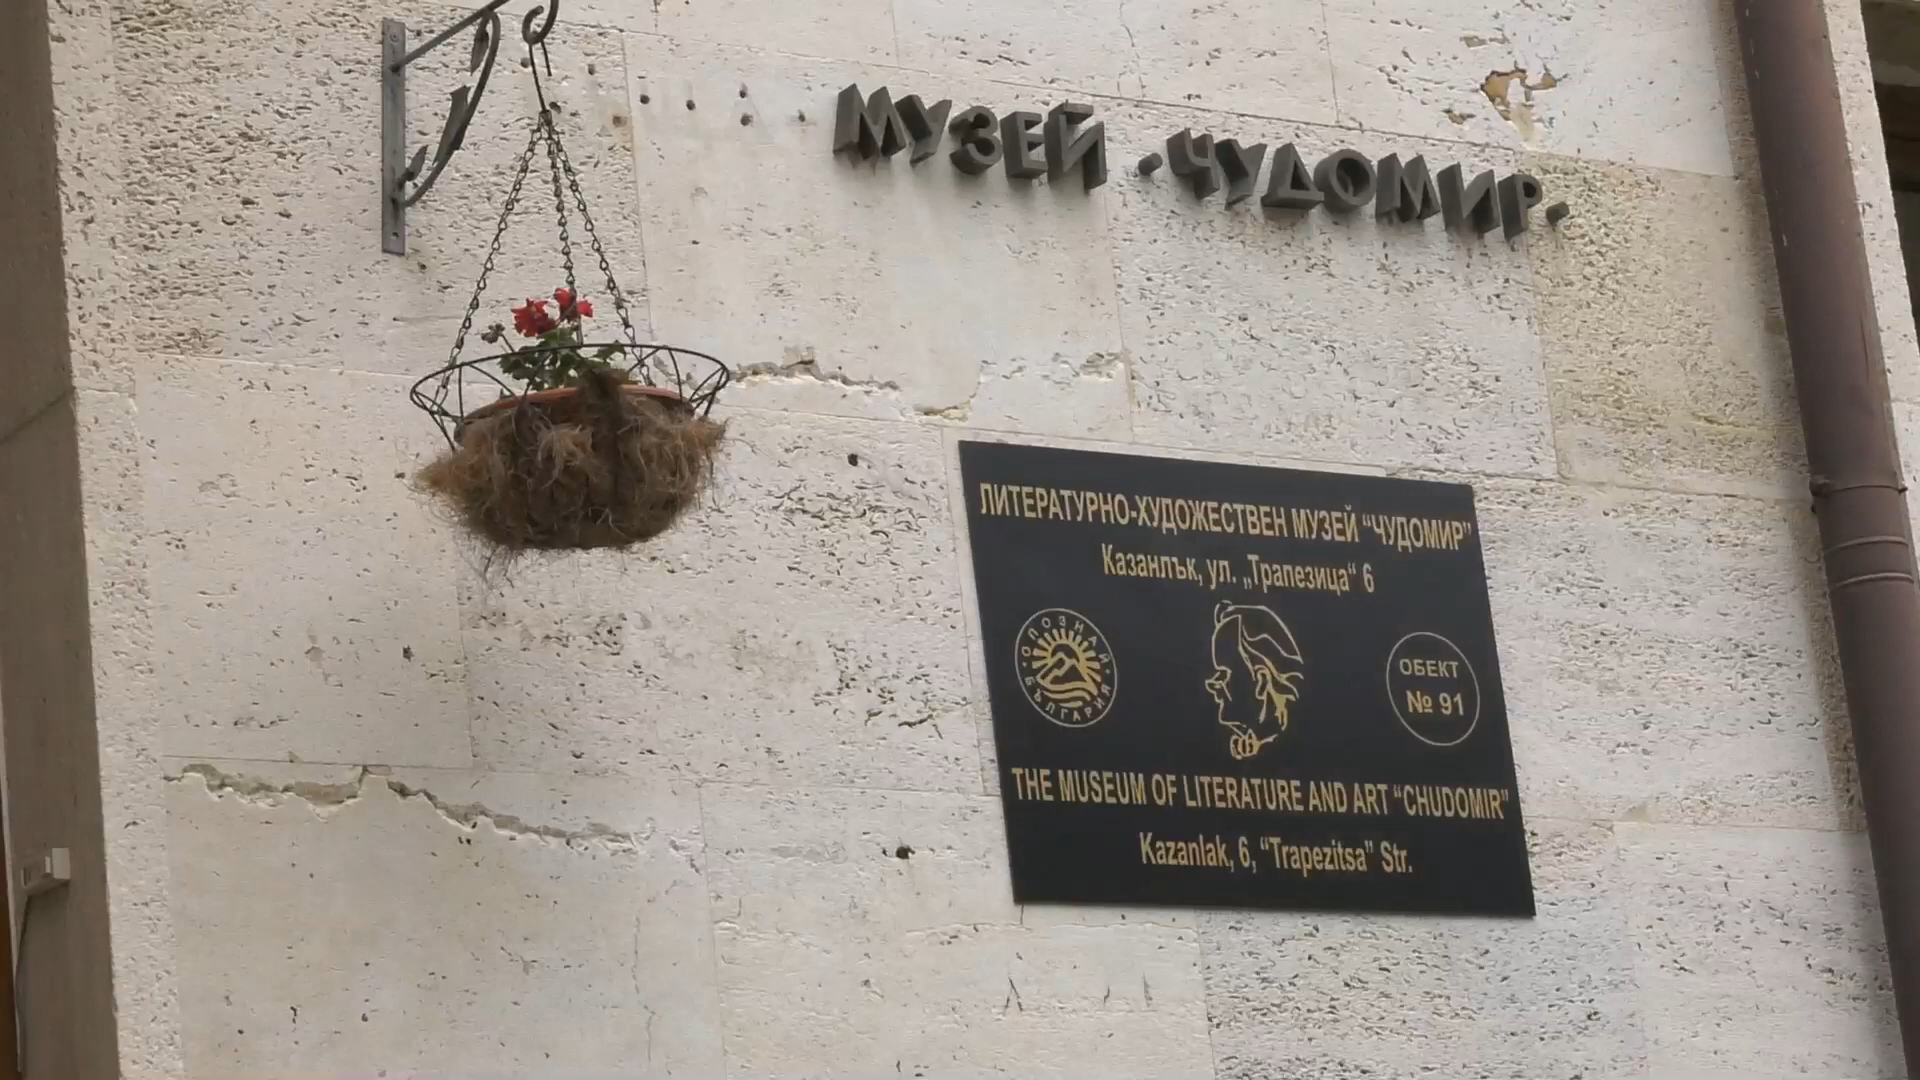 МУЗЕЙ •ЧУДОМИР•
ЛИТЕРАТУРНО-ХУДОЖЕСТВЕН МУЗЕЙ “ЧУДОМИР”
Казанлък, ул. „Трапезица“ 6
ОПОЗНАЙ • БЪЛГАРИЯ •
ОБЕКТ
№ 91
THE MUSEUM OF LITERATURE AND ART “CHUDOMIR”
Kazanlak, 6, “Trapezitsa” Str.